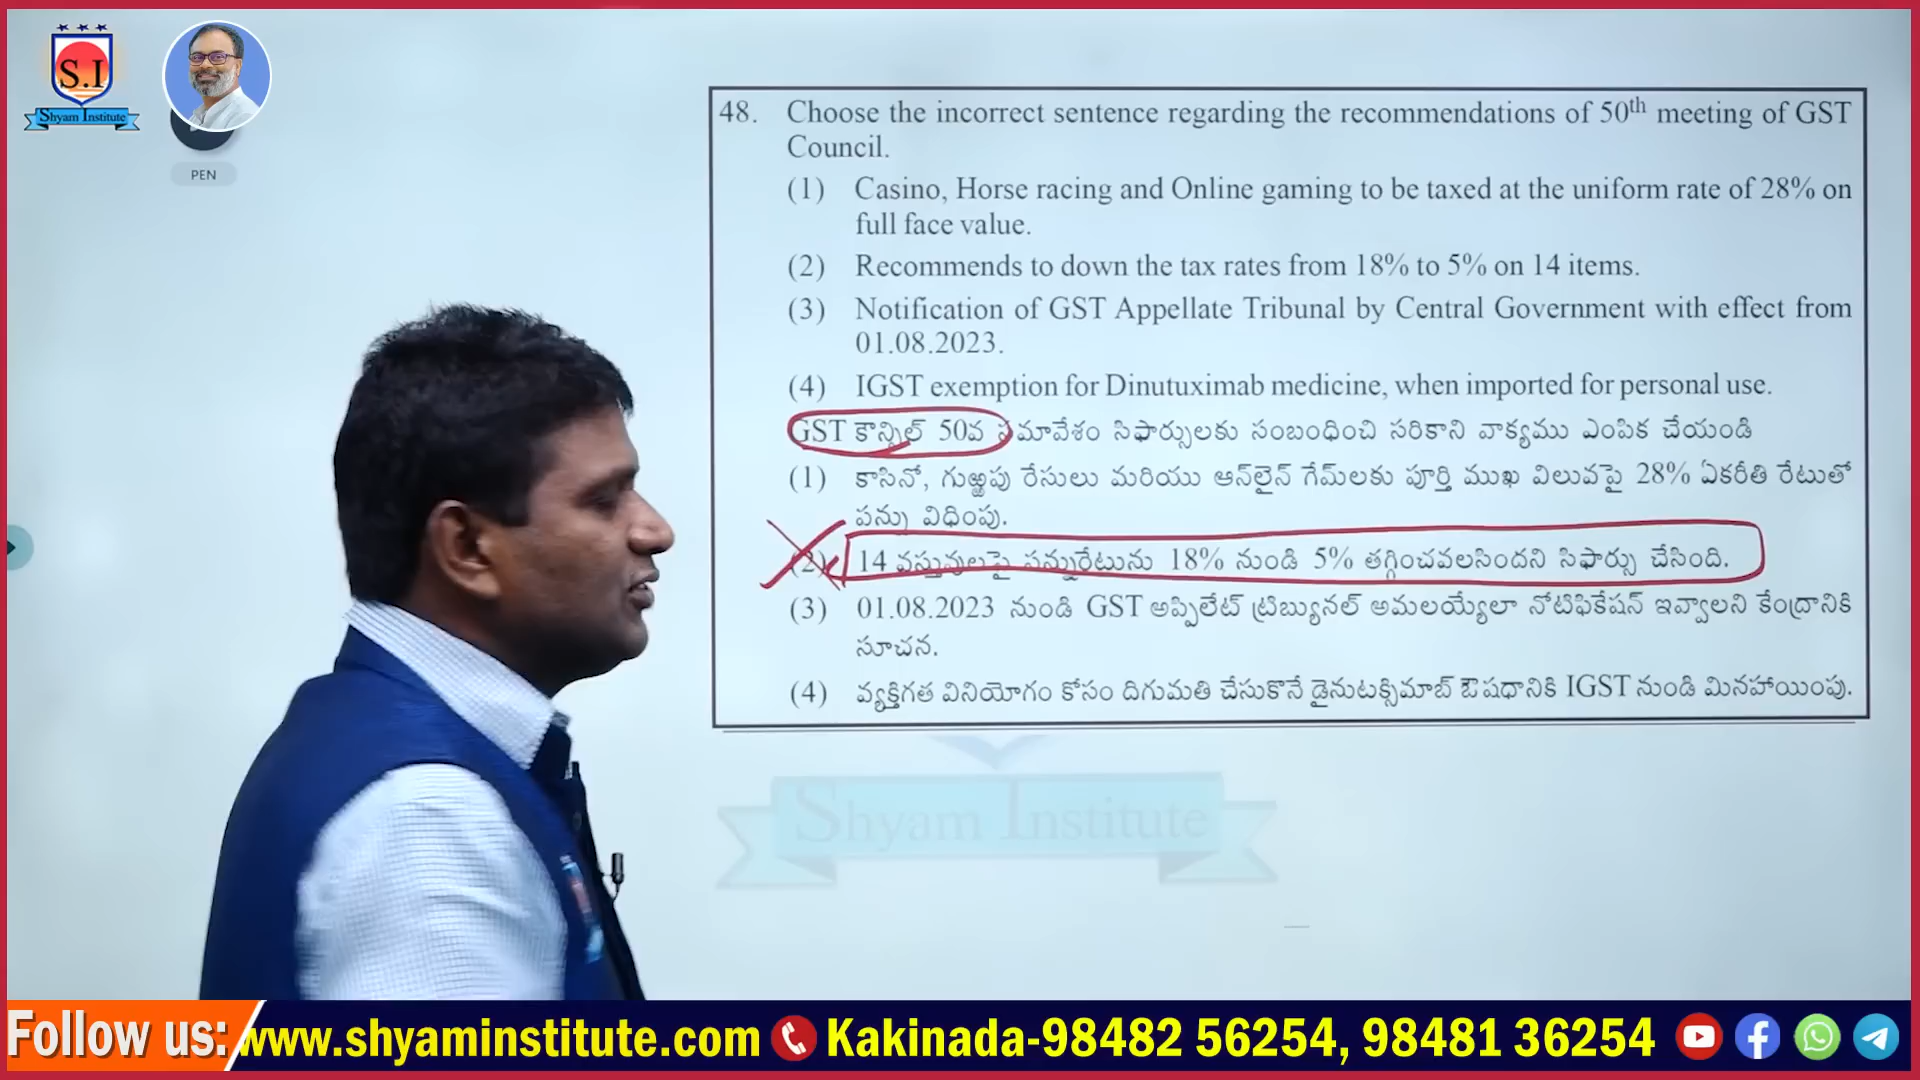 S.I
Shyam Institute
PEN
48. Choose the incorrect sentence regarding the recommendations of 50th meeting of GST
Council.
(1) Casino, Horse racing and Online gaming to be taxed at the uniform rate of 28% on
full face value.
(2) Recommends to down the tax rates from 18% to 5% on 14 items.
(3) Notification of GST Appellate Tribunal by Central Government with effect from
01.08.2023.
(4) IGST exemption for Dinutuximab medicine, when imported for personal use.
GST కౌన్సిల్ 50వ సమావేశం సిఫార్సులకు సంబంధించి సరికాని వాక్యము ఎంపిక చేయండి
(1) కాసినో, గుఱ్ఱపు రేసులు మరియు ఆన్‌లైన్ గేమ్‌లకు పూర్తి ముఖ విలువపై 28% ఏకరీతి రేటుతో
పన్ను విధింపు.
(2) 14 వస్తువులపై పన్నురేటును 18% నుండి 5% తగ్గించవలసిందని సిఫార్సు చేసింది.
(3) 01.08.2023 నుండి GST అప్పిలేట్ ట్రిబ్యునల్ అమలయ్యేలా నోటిఫికేషన్ ఇవ్వాలని కేంద్రానికి
సూచన.
(4) వ్యక్తిగత వినియోగం కోసం దిగుమతి చేసుకొనే డైనుటక్సిమాబ్ ఔషధానికి IGST నుండి మినహాయింపు.
Shyam Institute
Follow us: www.shyaminstitute.com Kakinada-98482 56254, 98481 36254